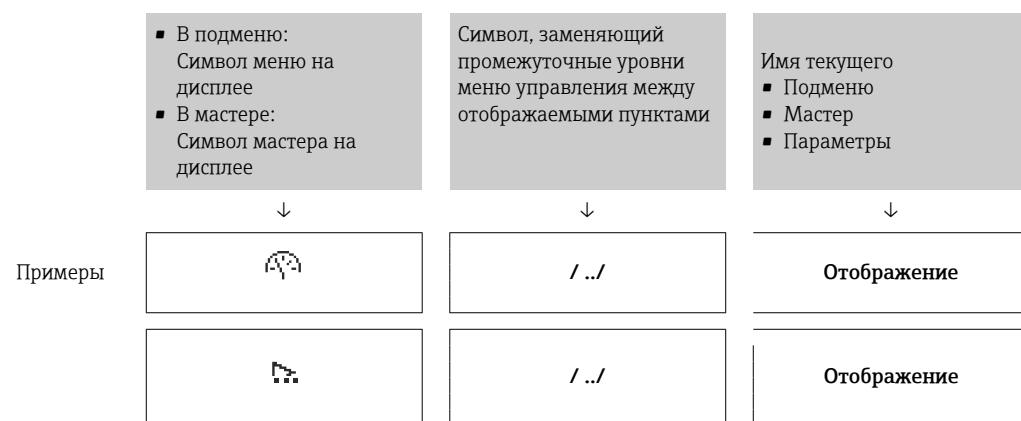 ▪ В подменю:
Символ меню на
дисплее
▪ В мастере:
Символ мастера на
дисплее
Символ, заменяющий
промежуточные уровни
меню управления между
отображаемыми пунктами
Имя текущего
▪ Подменю
▪ Мастер
▪ Параметры
↓ ↓ ↓
Примеры / ../ Отображение
/ ../ Отображение